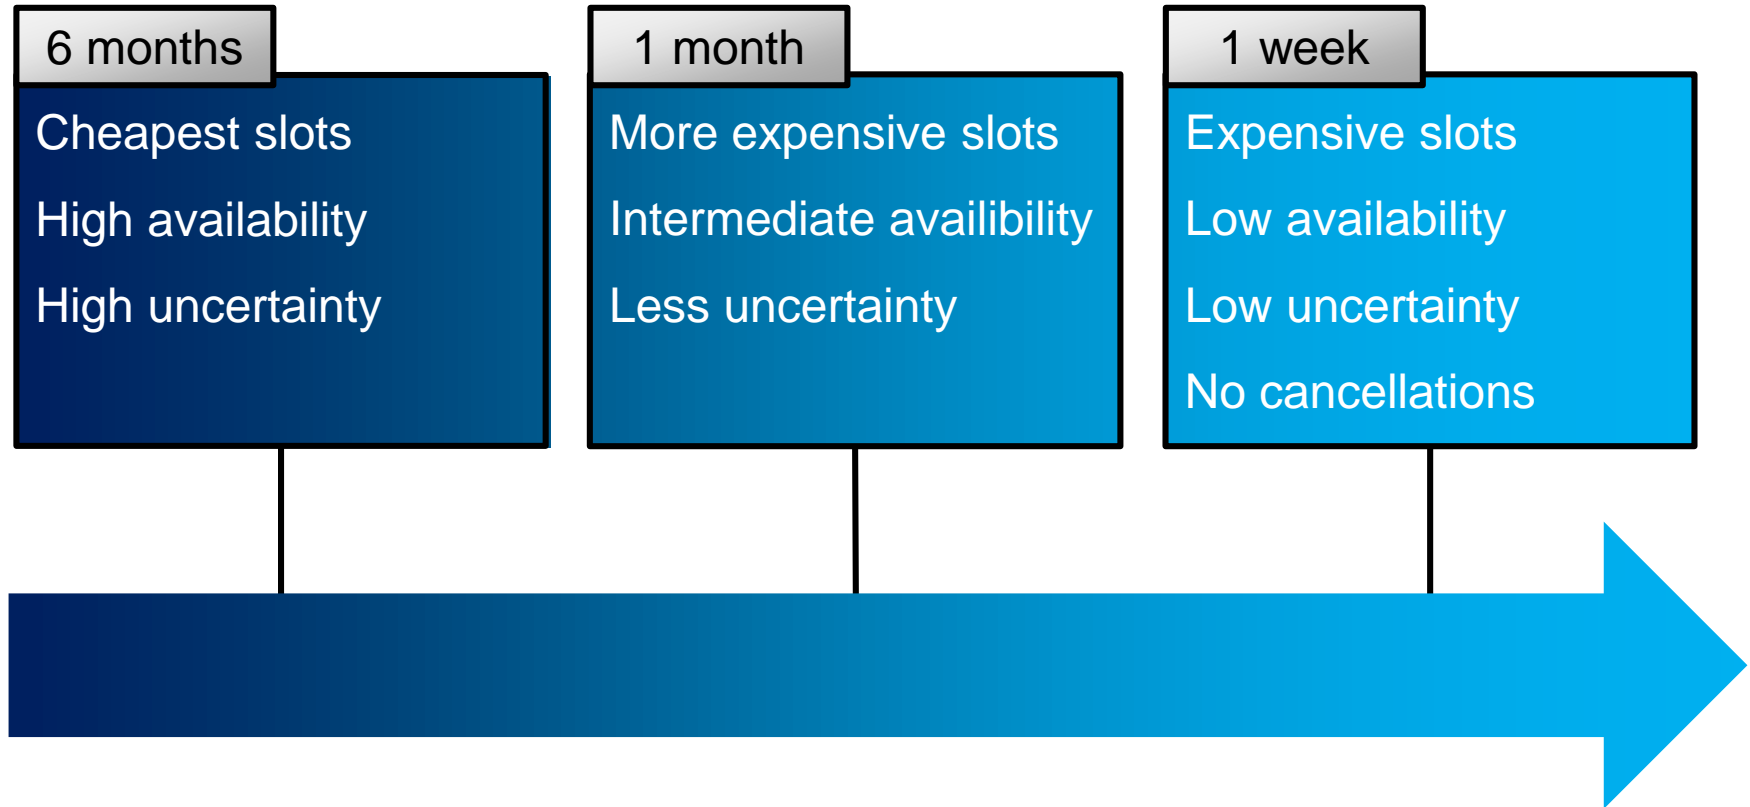 6 months
Cheapest slots
High availability
High uncertainty
1 month
More expensive slots
Intermediate availibility
Less uncertainty
1 week
Expensive slots
Low availability
Low uncertainty
No cancellations